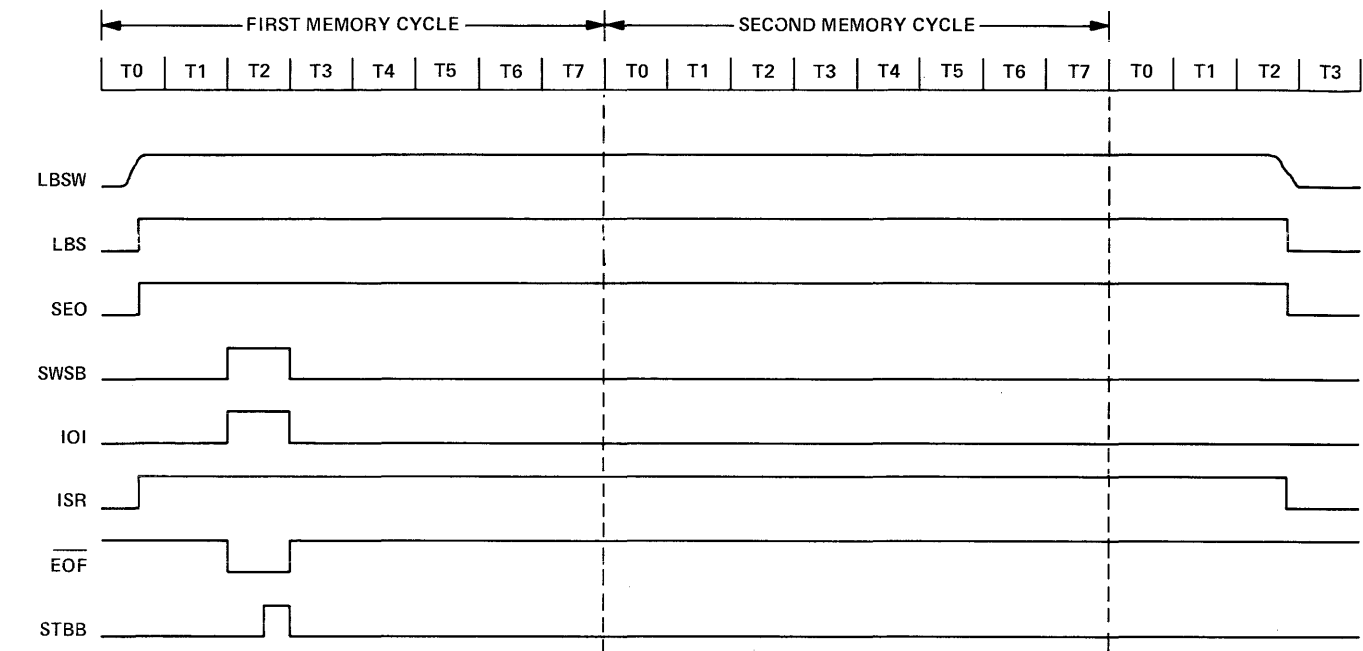 FIRST MEMORY CYCLE SECOND MEMORY CYCLE
T0 T1 T2 T3 T4 T5 T6 T7 T0 T1 T2 T3 T4 T5 T6 T7 T0 T1 T2 T3
LBSW
LBS
SEO
SWSB
IOI
ISR
EOF
STBB